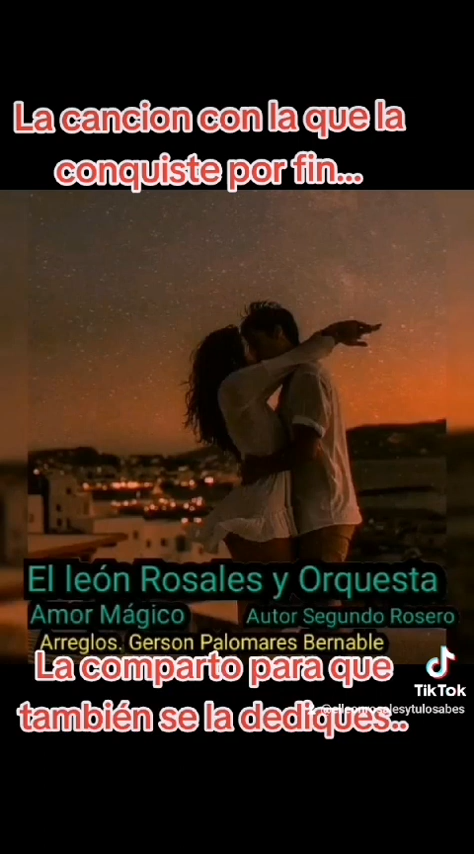 La cancion con la que la
conquiste por fin...
El león Rosales y Orquesta
Amor Mágico Autor Segundo Rosero
Arreglos. Gerson Palomares Bernable
La comparto para que
también se la dediques..
TikTok
@elleonrosalesytulosabes